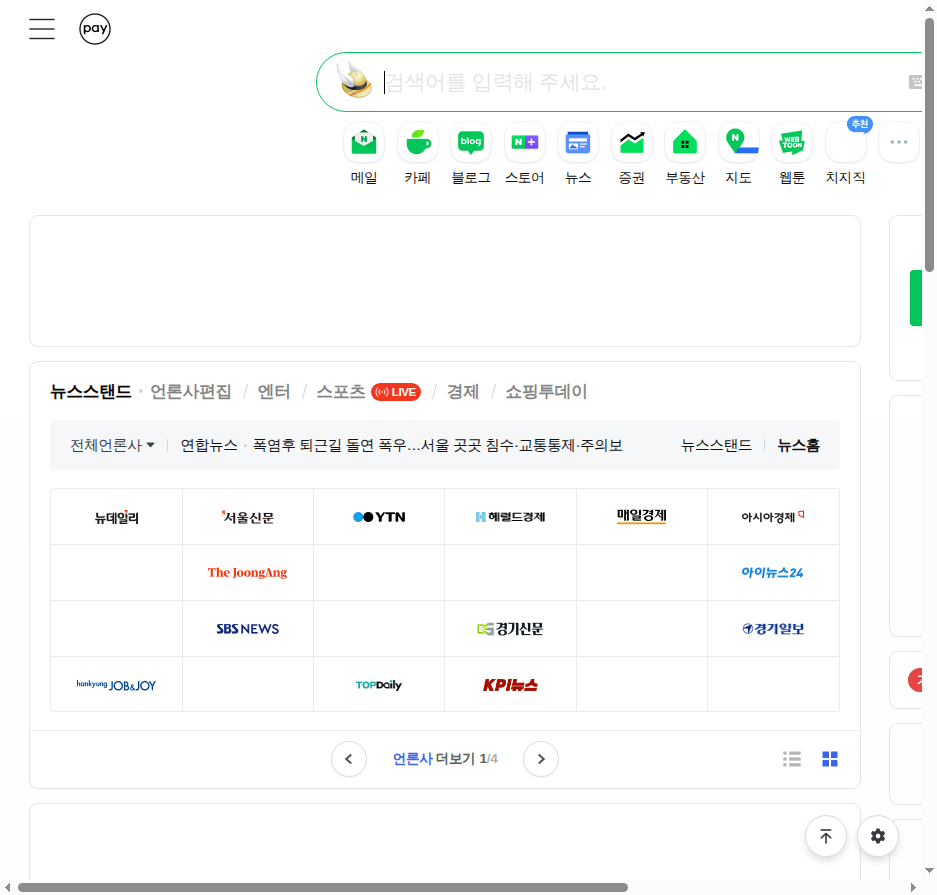 pay
검색어를 입력해 주세요.
추천
N blog N+ N WEB TOON
메일 카페 블로그 스토어 뉴스 증권 부동산 지도 웹툰 치지직
뉴스스탠드 언론사편집 / 엔터 / 스포츠 LIVE / 경제 / 쇼핑투데이
전체언론사 연합뉴스 폭염후 퇴근길 돌연 폭우…서울 곳곳 침수·교통통제·주의보 뉴스스탠드 뉴스홈
뉴데일리 서울신문 YTN 헤럴드경제 매일경제 아시아경제
The JoongAng 아이뉴스24
SBS NEWS 경기신문 경기일보
hankyung JOB&JOY TOPDaily KPI뉴스
언론사 더보기 1/4